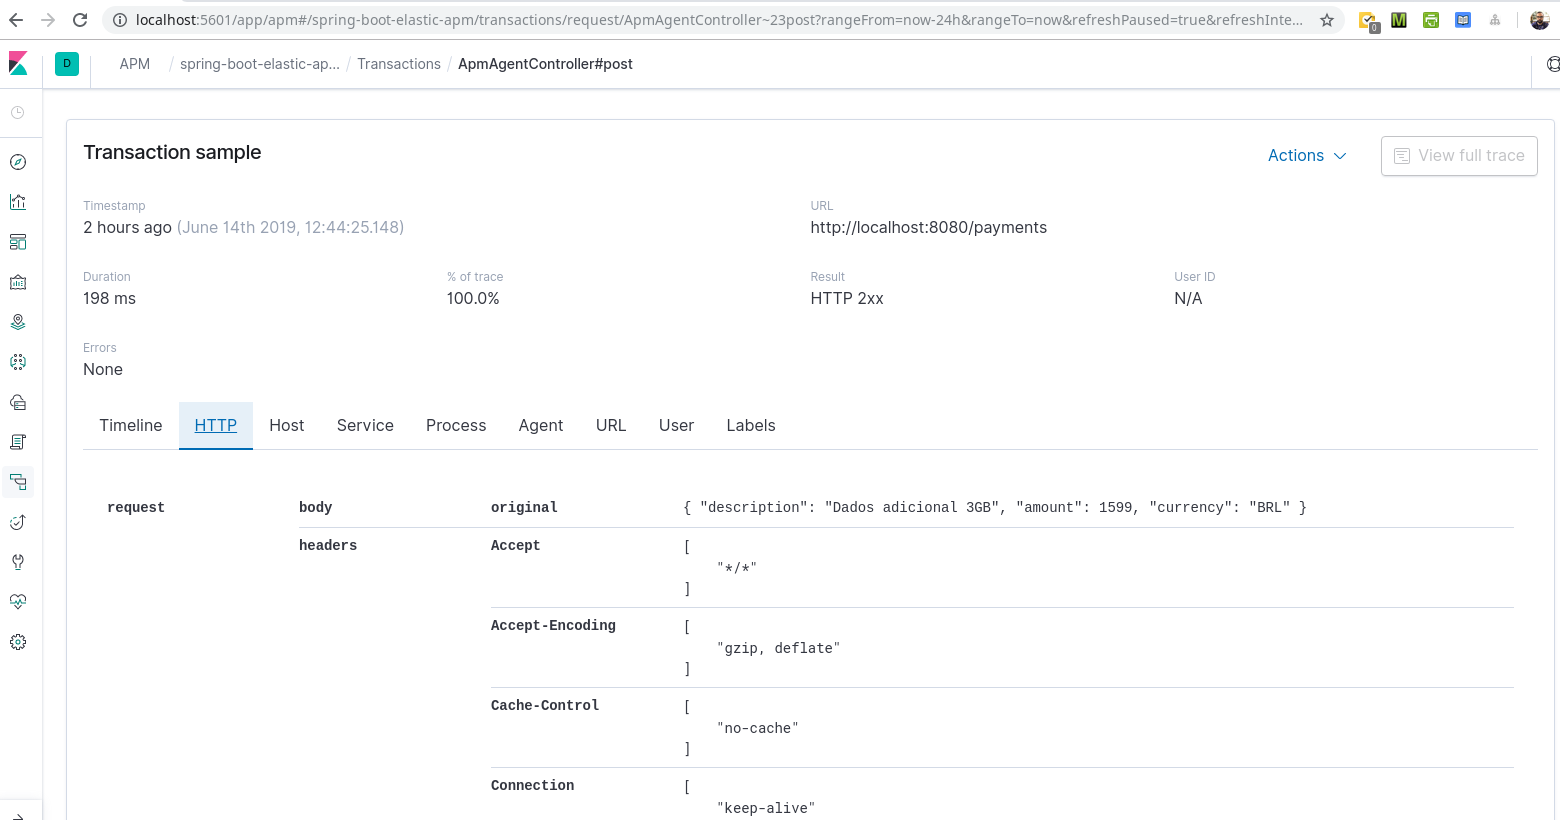 localhost:5601/app/apm#/spring-boot-elastic-apm/transactions/request/ApmAgentController~23post?rangeFrom=now-24h&rangeTo=now&refreshPaused=true&refreshInte...
0
M
D
APM / spring-boot-elastic-ap... / Transactions / ApmAgentController#post
Transaction sample
Actions
View full trace
Timestamp
2 hours ago (June 14th 2019, 12:44:25.148)
URL
http://localhost:8080/payments
Duration
198 ms
% of trace
100.0%
Result
HTTP 2xx
User ID
N/A
Errors
None
Timeline HTTP Host Service Process Agent URL User Labels
request body original { "description": "Dados adicional 3GB", "amount": 1599, "currency": "BRL" }
headers Accept [
"*/*"
]
Accept-Encoding [
"gzip, deflate"
]
Cache-Control [
"no-cache"
]
Connection [
"keep-alive"